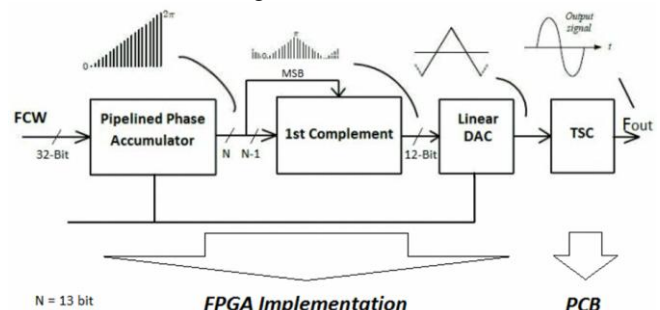 2π
0
π
0
Output
signal
t
MSB
FCW
32-Bit
Pipelined Phase
Accumulator
N
N-1
1st Complement
12-Bit
Linear
DAC
TSC
Fout
N = 13 bit
FPGA Implementation
PCB